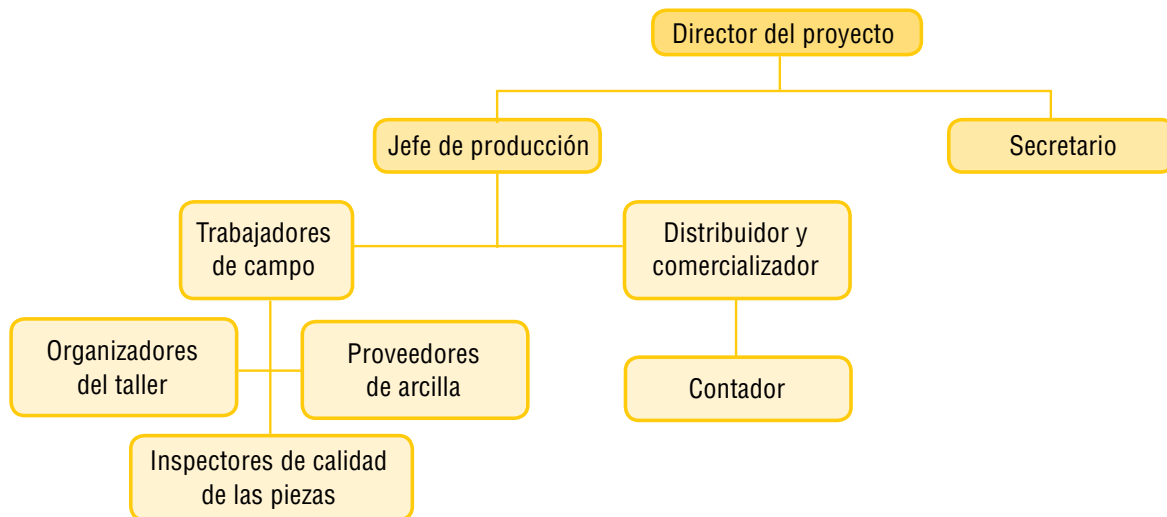 Director del proyecto
Jefe de producción
Secretario
Trabajadores
de campo
Distribuidor y
comercializador
Organizadores
del taller
Proveedores
de arcilla
Contador
Inspectores de calidad
de las piezas